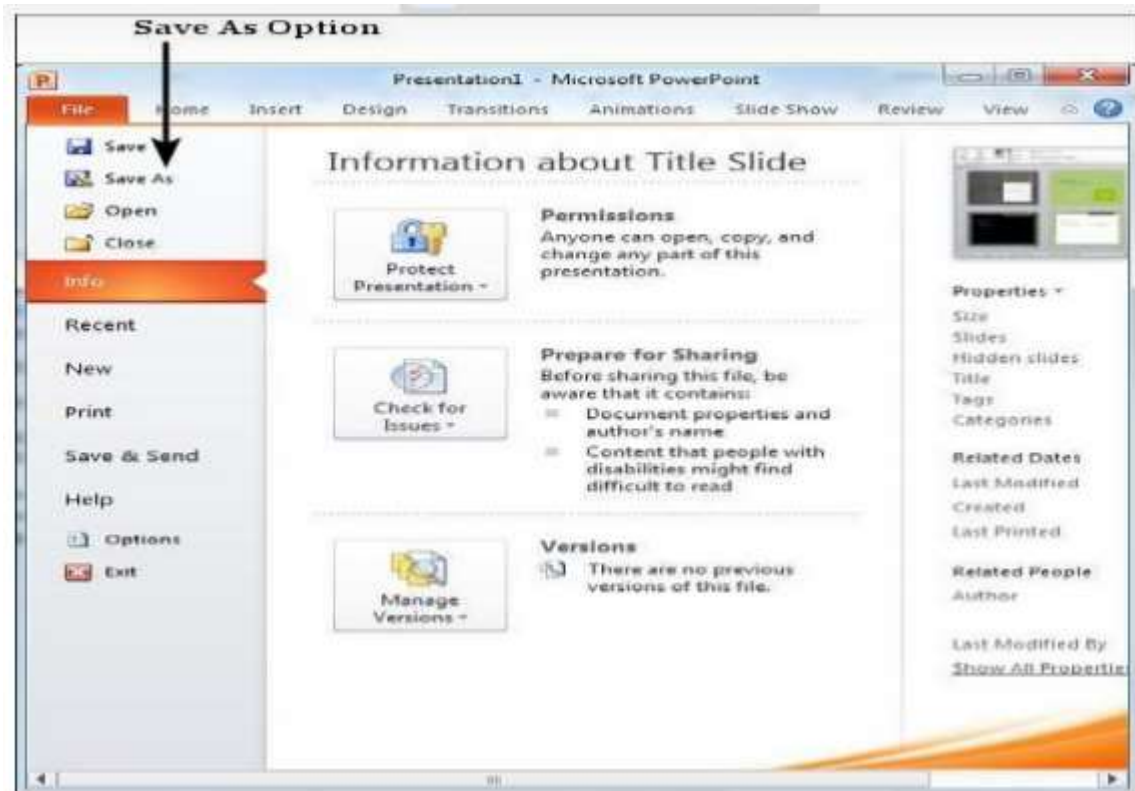 Save As Option
Presentation1 - Microsoft PowerPoint
File Home Insert Design Transitions Animations Slide Show Review View
Save
Save As
Open
Close
Info
Recent
New
Print
Save & Send
Help
Options
Exit
Information about Title Slide
Protect
Presentation
Permissions
Anyone can open, copy, and
change any part of this
presentation.
Check for
Issues
Prepare for Sharing
Before sharing this file, be
aware that it contains:
Document properties and
author's name
Content that people with
disabilities might find
difficult to read
Manage
Versions
Versions
There are no previous
versions of this file.
Properties
Size
Slides
Hidden slides
Title
Tags
Categories
Related Dates
Last Modified
Created
Last Printed
Related People
Author
Last Modified By
Show All Propertie